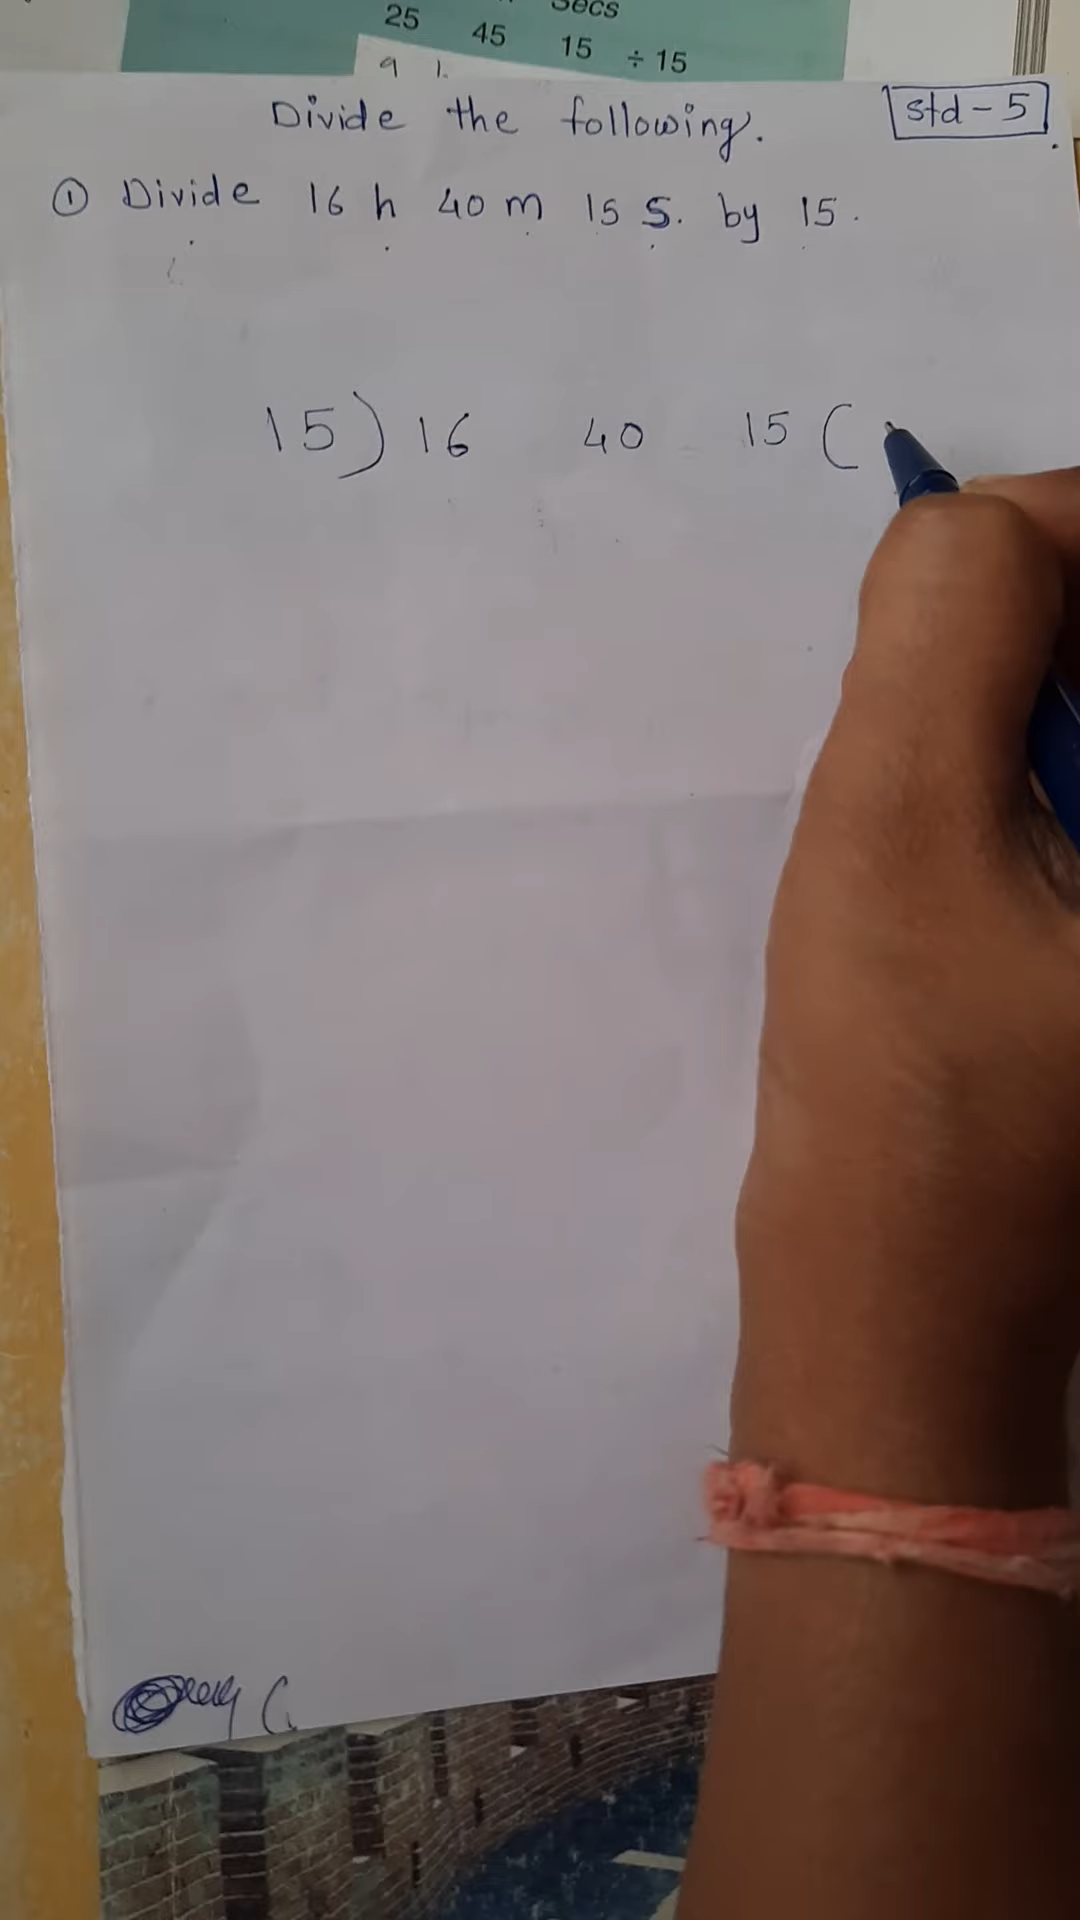 Secs
25 45 15 ÷ 15
Divide the following.
Std - 5
① Divide 16 h 40 m 15 s. by 15.
15) 16 40 15 (